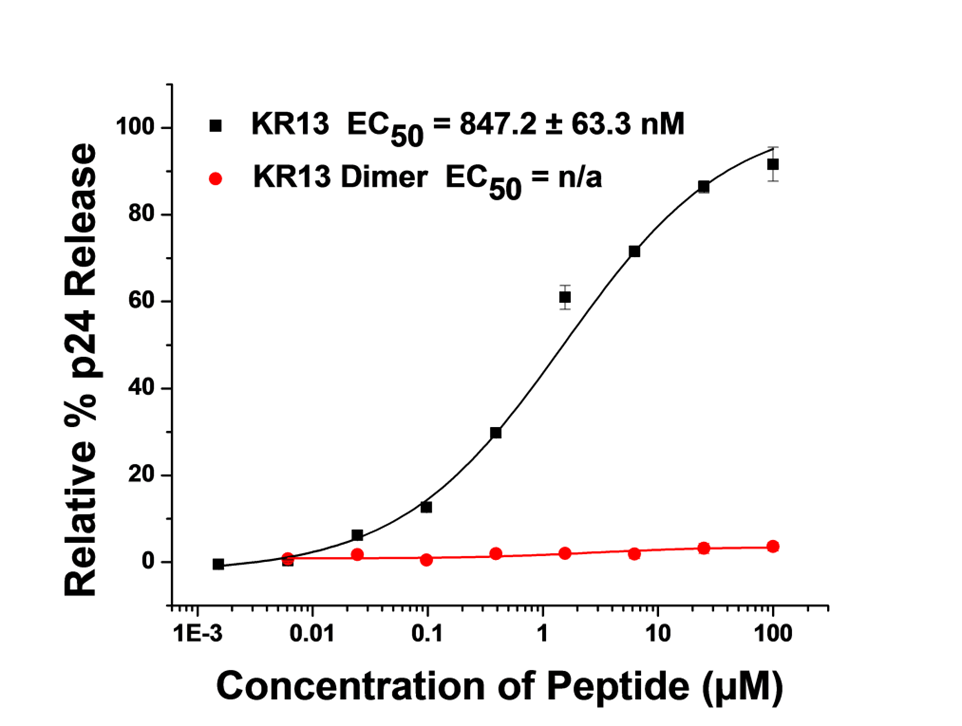 KR13 EC50 = 847.2 ± 63.3 nM
KR13 Dimer EC50 = n/a
Relative % p24 Release
100
80
60
40
20
0
1E-3 0.01 0.1 1 10 100
Concentration of Peptide (µM)